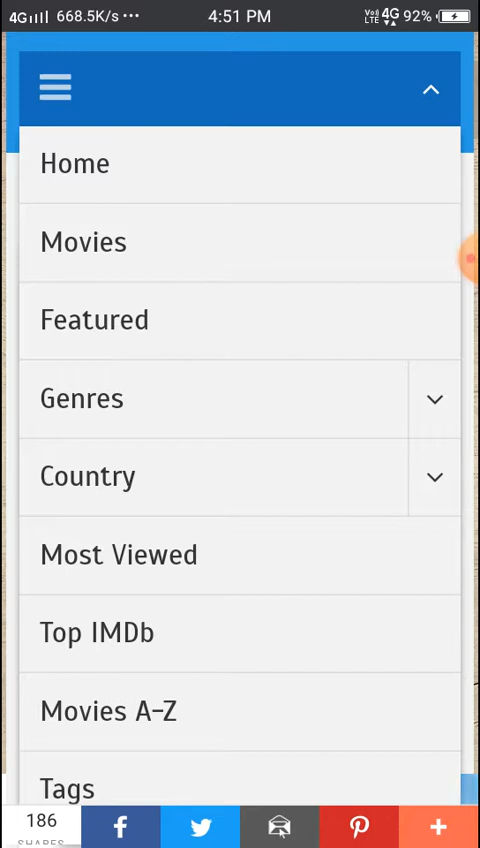 4G 668.5K/s ••• 4:51 PM VoI) LTE 4G 92%
Home
Movies
Featured
Genres
Country
Most Viewed
Top IMDb
Movies A-Z
Tags
186
SHARES